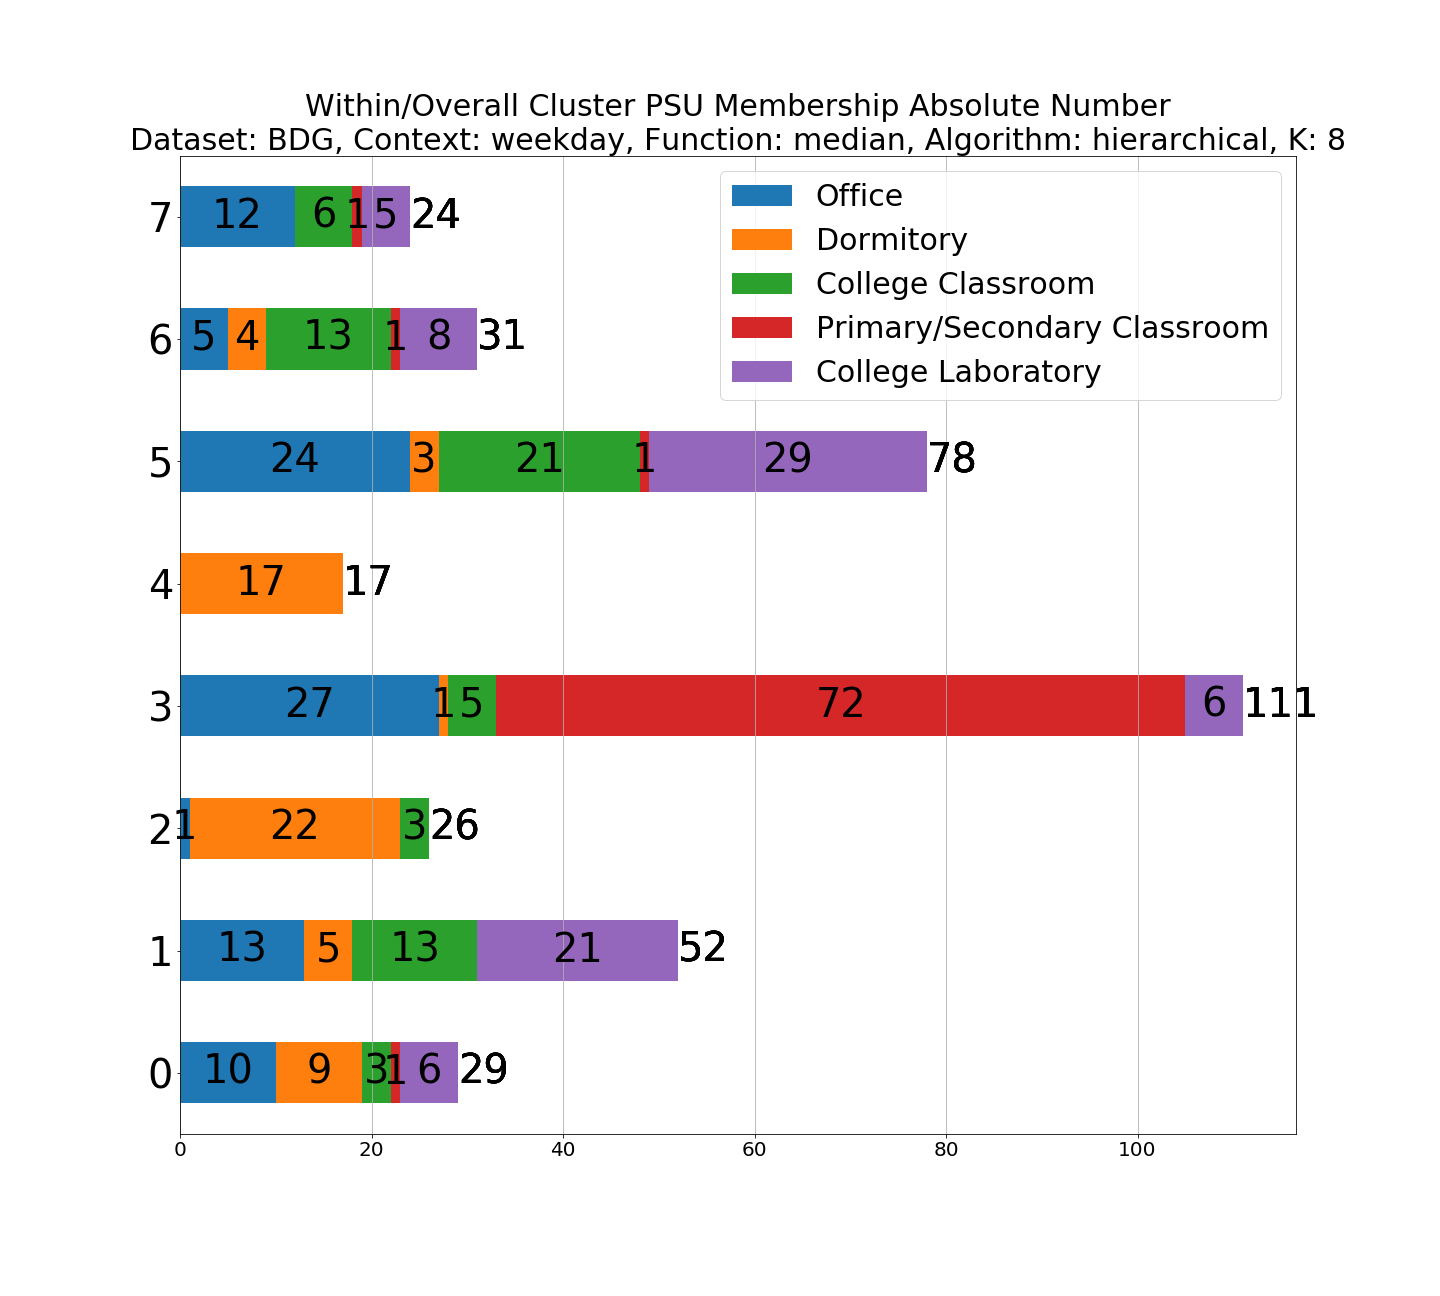 Within/Overall Cluster PSU Membership Absolute Number
Dataset: BDG, Context: weekday, Function: median, Algorithm: hierarchical, K: 8
Office
Dormitory
College Classroom
Primary/Secondary Classroom
College Laboratory
7 12 6 1 5 24
6 5 4 13 1 8 31
5 24 3 21 1 29 78
4 17 17
3 27 1 5 72 6 111
2 1 22 3 26
1 13 5 13 21 52
0 10 9 3 1 6 29
0 20 40 60 80 100